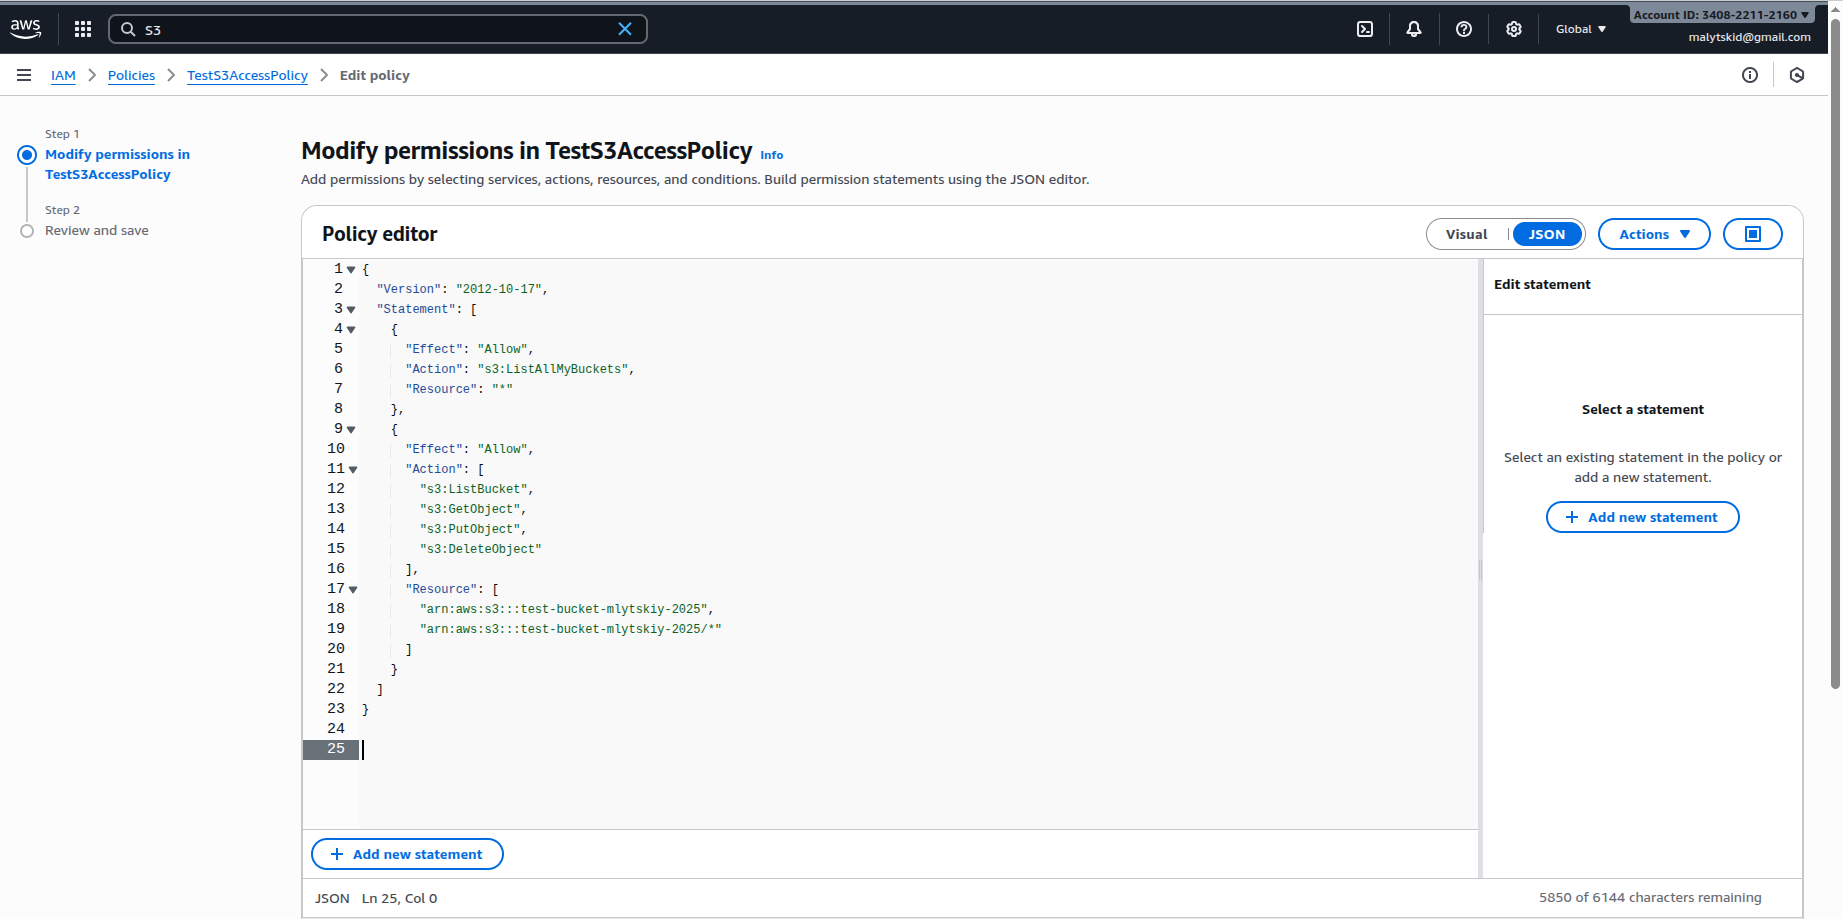 aws
S3
Global
Account ID: 3408-2211-2160
malytskid@gmail.com
IAM
Policies
TestS3AccessPolicy
Edit policy
Step 1
Modify permissions in
TestS3AccessPolicy
Step 2
Review and save
Modify permissions in TestS3AccessPolicy Info
Add permissions by selecting services, actions, resources, and conditions. Build permission statements using the JSON editor.
Policy editor
Visual
JSON
Actions
1 {
2 "Version": "2012-10-17",
3 "Statement": [
4 {
5 "Effect": "Allow",
6 "Action": "s3:ListAllMyBuckets",
7 "Resource": "*"
8 },
9 {
10 "Effect": "Allow",
11 "Action": [
12 "s3:ListBucket",
13 "s3:GetObject",
14 "s3:PutObject",
15 "s3:DeleteObject"
16 ],
17 "Resource": [
18 "arn:aws:s3:::test-bucket-mlytskiy-2025",
19 "arn:aws:s3:::test-bucket-mlytskiy-2025/*"
20 ]
21 }
22 ]
23 }
24
25
Edit statement
Select a statement
Select an existing statement in the policy or
add a new statement.
+ Add new statement
+ Add new statement
JSON Ln 25, Col 0
5850 of 6144 characters remaining